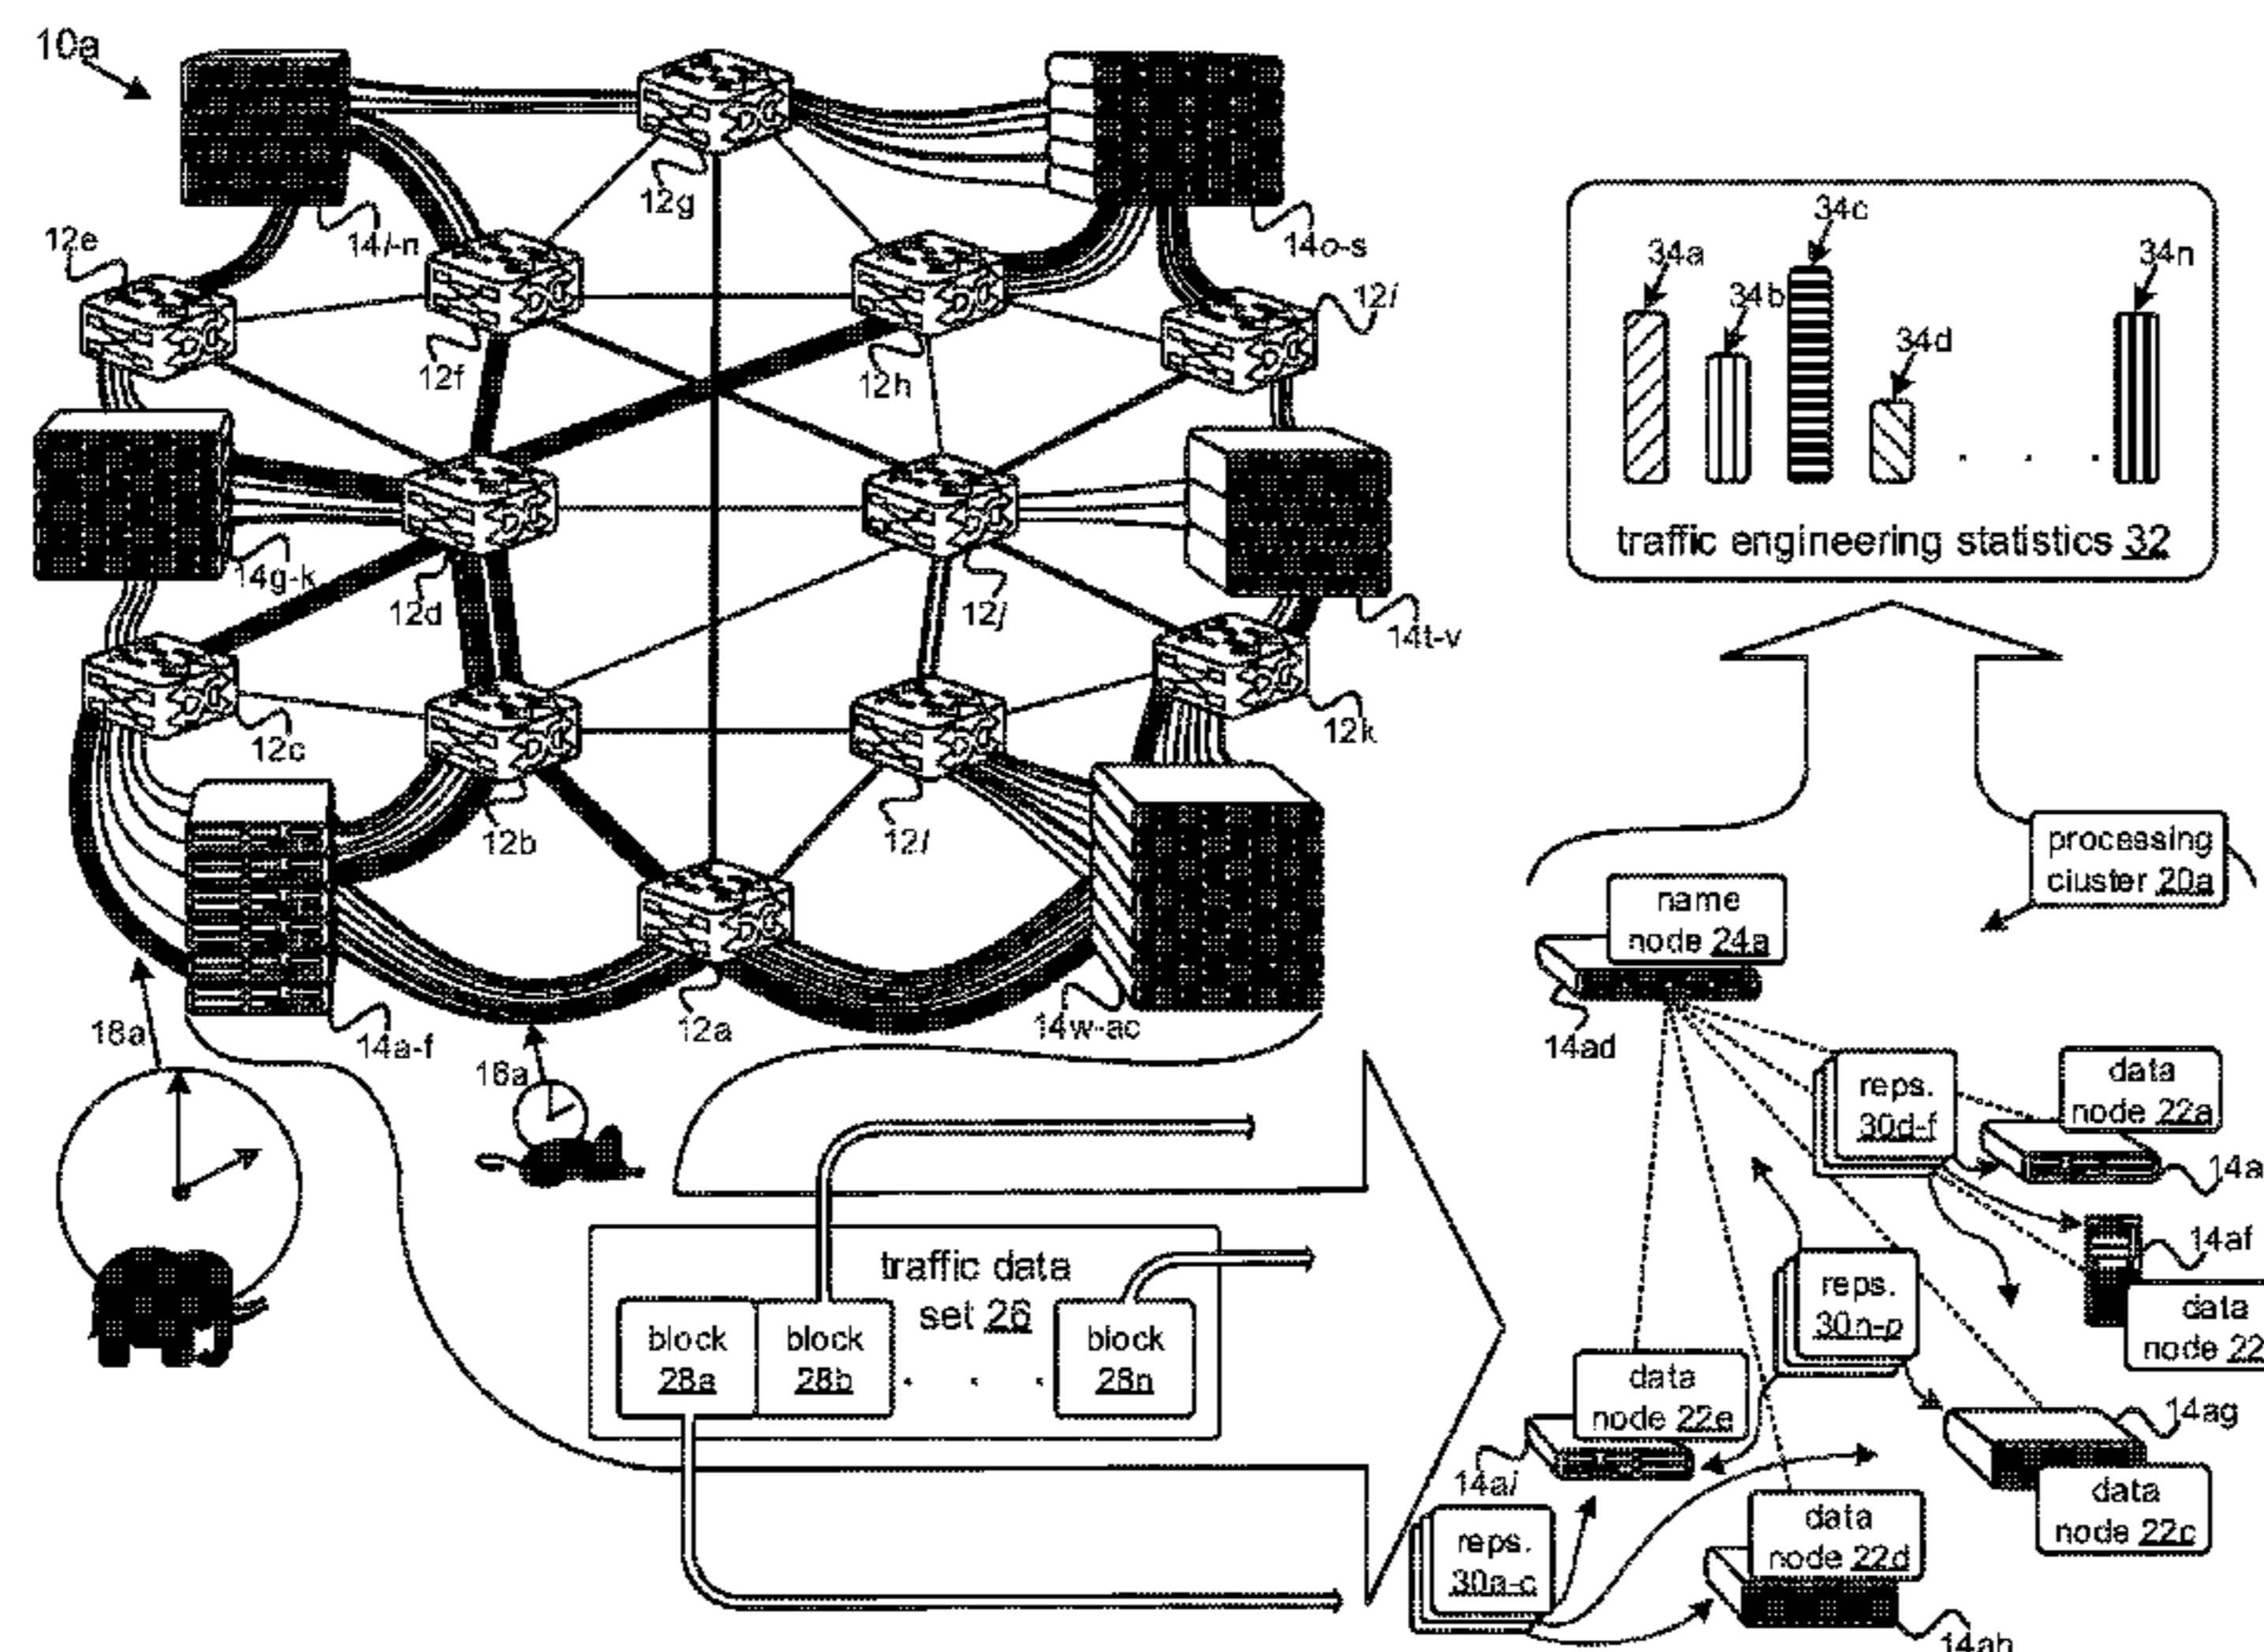 10a
12g
14l-n
14o-s
12e
12f
12h
12i
14g-k
12d
12j
14t-v
12c
12b
12l
12k
12a
14a-f
14w-ac
18a
16a
34a
34b
34c
34d
34n
. . .
traffic engineering statistics 32
processing
cluster 20a
name
node 24a
14ad
reps.
30d-f
data
node 22a
14af
data
reps.
30n-p
data
node 22e
14ai
14ag
data
node 22c
data
node 22d
14ah
reps.
30a-c
traffic data
set 26
block
28a
block
28b
. . .
block
28n